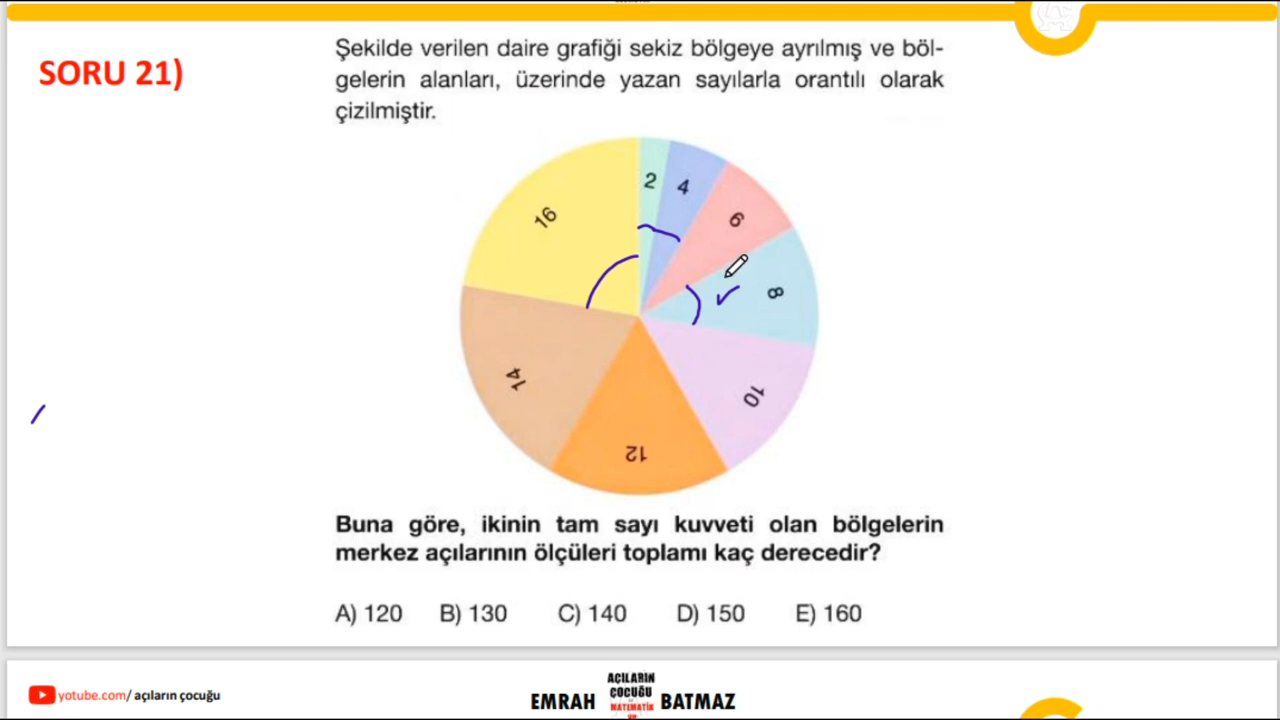 SORU 21)
Şekilde verilen daire grafiği sekiz bölgeye ayrılmış ve böl-
gelerin alanları, üzerinde yazan sayılarla orantılı olarak
çizilmiştir.
2
4
6
8
10
12
14
16
Buna göre, ikinin tam sayı kuvveti olan bölgelerin
merkez açılarının ölçüleri toplamı kaç derecedir?
A) 120 B) 130 C) 140 D) 150 E) 160
yotube.com/ açıların çocuğu
EMRAH
AÇILARIN
ÇOCUĞU
MATEMATİK
ve
BATMAZ